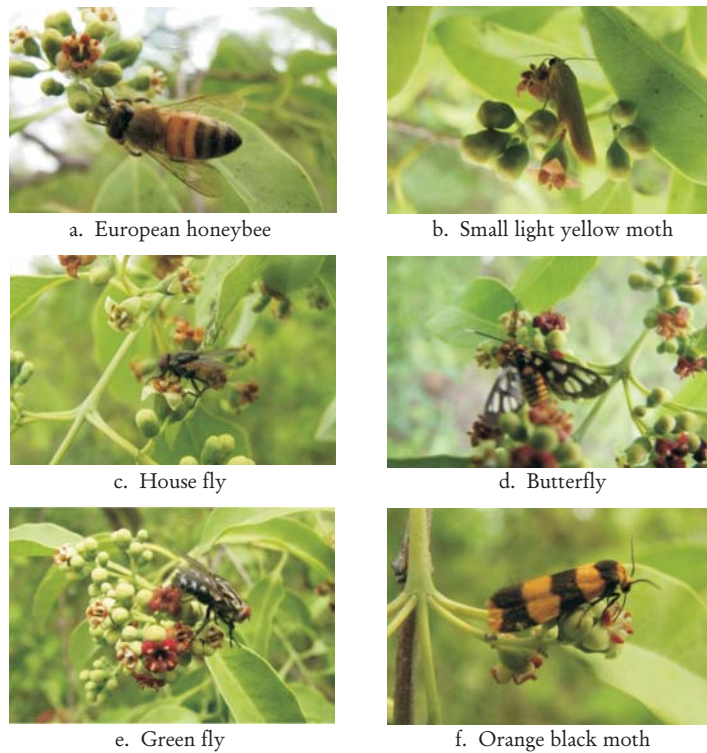 a. European honeybee
b. Small light yellow moth
c. House fly
d. Butterfly
e. Green fly
f. Orange black moth